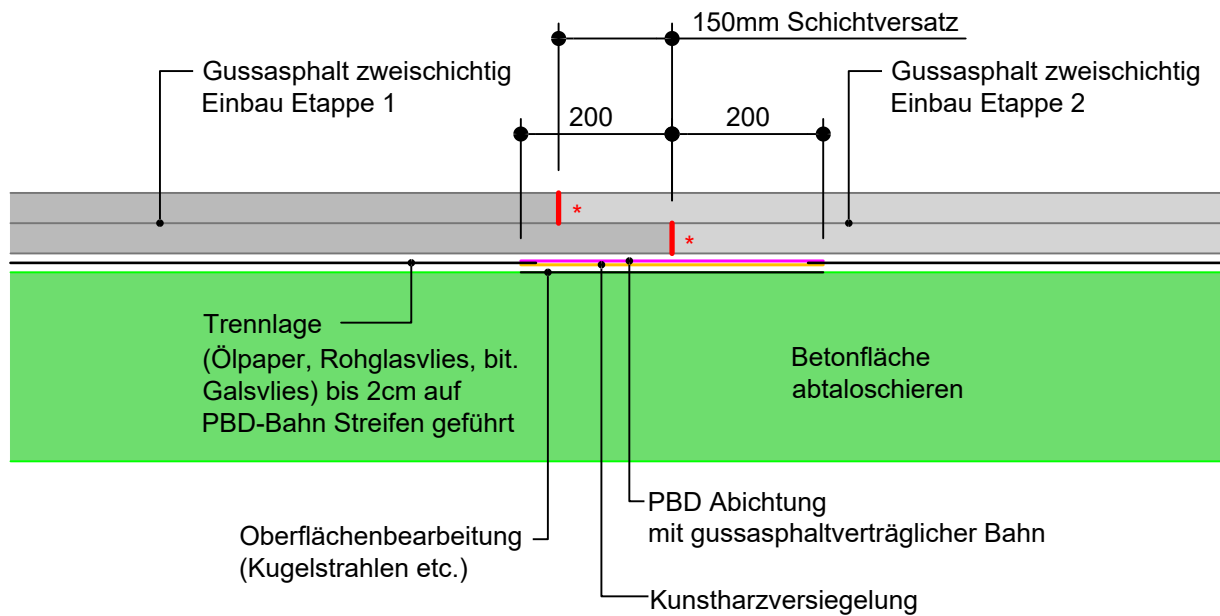 150mm Schichtversatz
Gussasphalt zweischichtig
Einbau Etappe 1
Gussasphalt zweischichtig
Einbau Etappe 2
200
200
*
*
Trennlage
(Ölpaper, Rohglasvlies, bit.
Galsvlies) bis 2cm auf
PBD-Bahn Streifen geführt
Betonfläche
abtaloschieren
Oberflächenbearbeitung
(Kugelstrahlen etc.)
PBD Abichtung
mit gussasphaltverträglicher Bahn
Kunstharzversiegelung